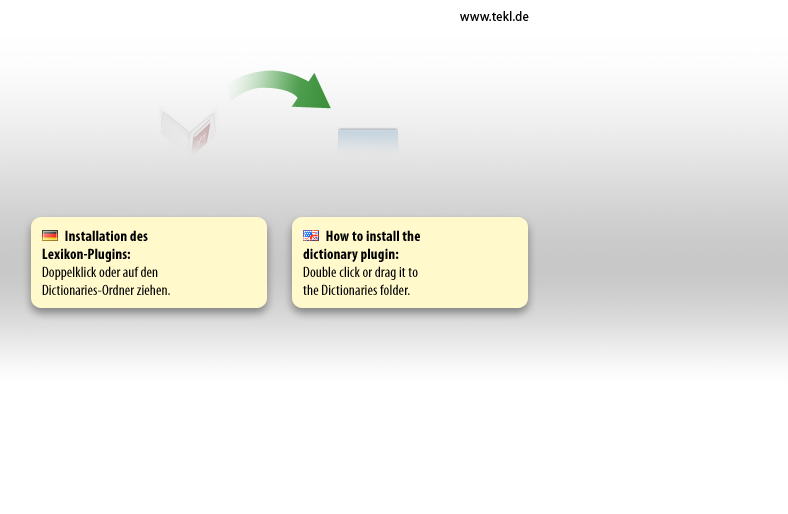 www.tekl.de
Installation des
Lexikon-Plugins:
Doppelklick oder auf den
Dictionaries-Ordner ziehen.
How to install the
dictionary plugin:
Double click or drag it to
the Dictionaries folder.